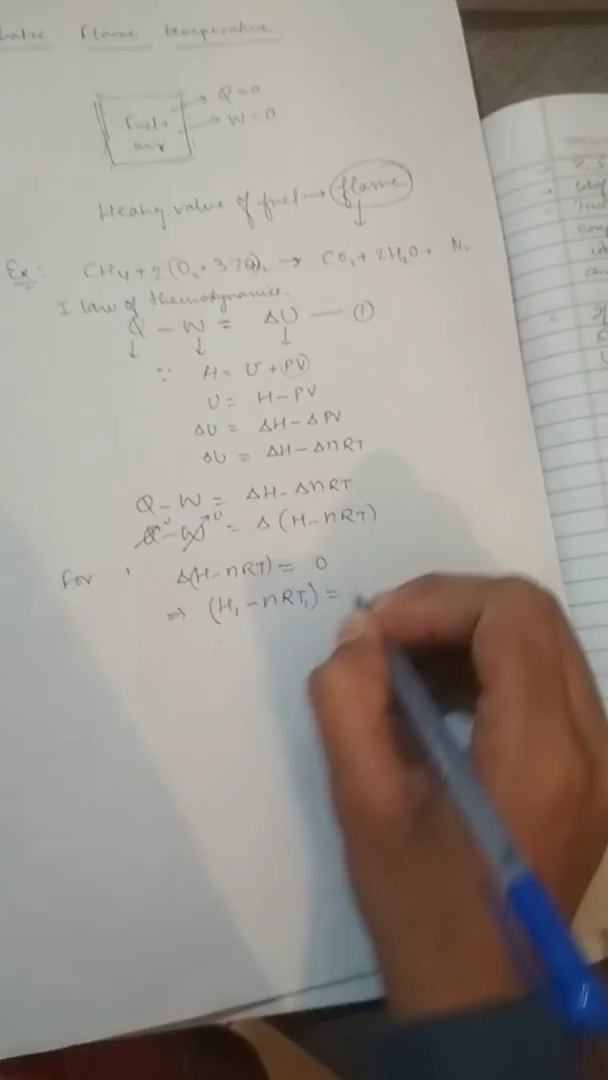 Flame temperature
Q=0
Fuel+ W=0
air
Heating value of fuel → flame
Ex: CH4 + 2(O2+3.76N2 → CO2 + 2H2O + N2
I law of thermodynamics.
Q - W = ΔU — ①
∵ H = U + PV
U = H - PV
ΔU = ΔH - ΔPV
ΔU = ΔH - ΔnRT
Q - W = ΔH - ΔnRT
Q - W = Δ(H - nRT)
For Δ(H - nRT) = 0
⇒ (H1 - nRT1) =